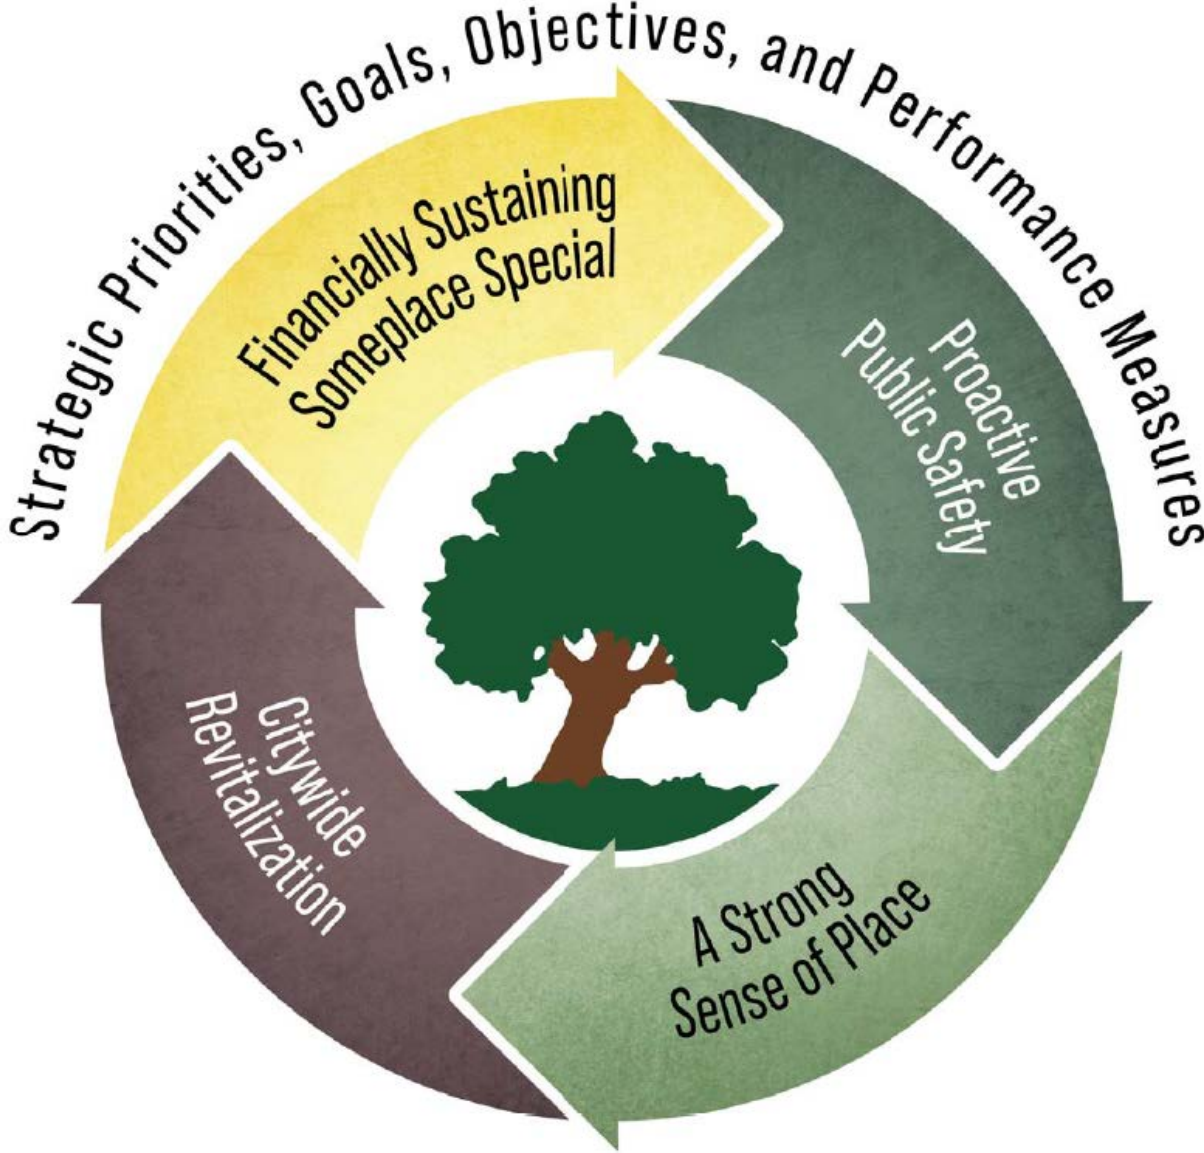 Strategic Priorities, Goals, Objectives, and Performance Measures
Financially Sustaining
Someplace Special
Proactive
Public Safety
A Strong
Sense of Place
Citywide
Revitalization